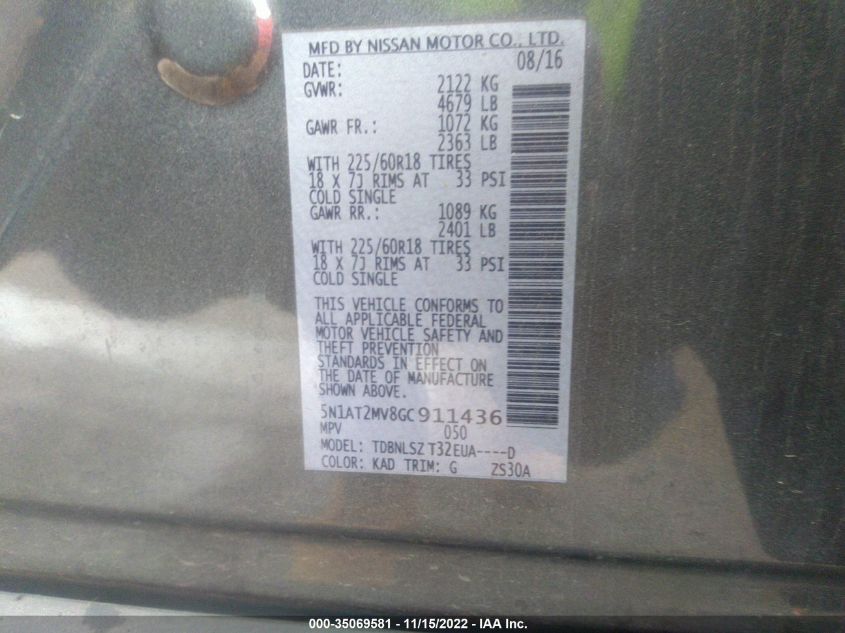 MFD BY NISSAN MOTOR CO., LTD.
DATE: 08/16
GVWR: 2122 KG
4679 LB
GAWR FR.: 1072 KG
2363 LB
WITH 225/60R18 TIRES
18 X 7J RIMS AT 33 PSI
COLD SINGLE
GAWR RR.: 1089 KG
2401 LB
WITH 225/60R18 TIRES
18 X 7J RIMS AT 33 PSI
COLD SINGLE
THIS VEHICLE CONFORMS TO
ALL APPLICABLE FEDERAL
MOTOR VEHICLE SAFETY AND
THEFT PREVENTION
STANDARDS IN EFFECT ON
THE DATE OF MANUFACTURE
SHOWN ABOVE.
5N1AT2MV8GC911436
MPV 050
MODEL: TDBNLSZ T32EUA----D
COLOR: KAD TRIM: G ZS30A
000-35069581 - 11/15/2022 - IAA Inc.